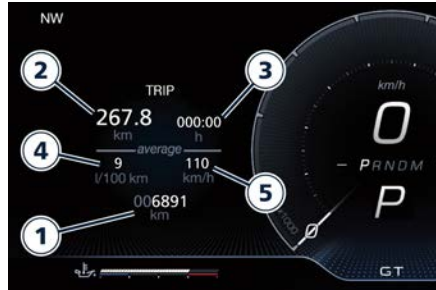 NW
2
3
TRIP
267.8
km
000:00
h
average
4
9
l/100 km
110
km/h
5
1
006891
km
km/h
0
– PRNDM
P
0
GT